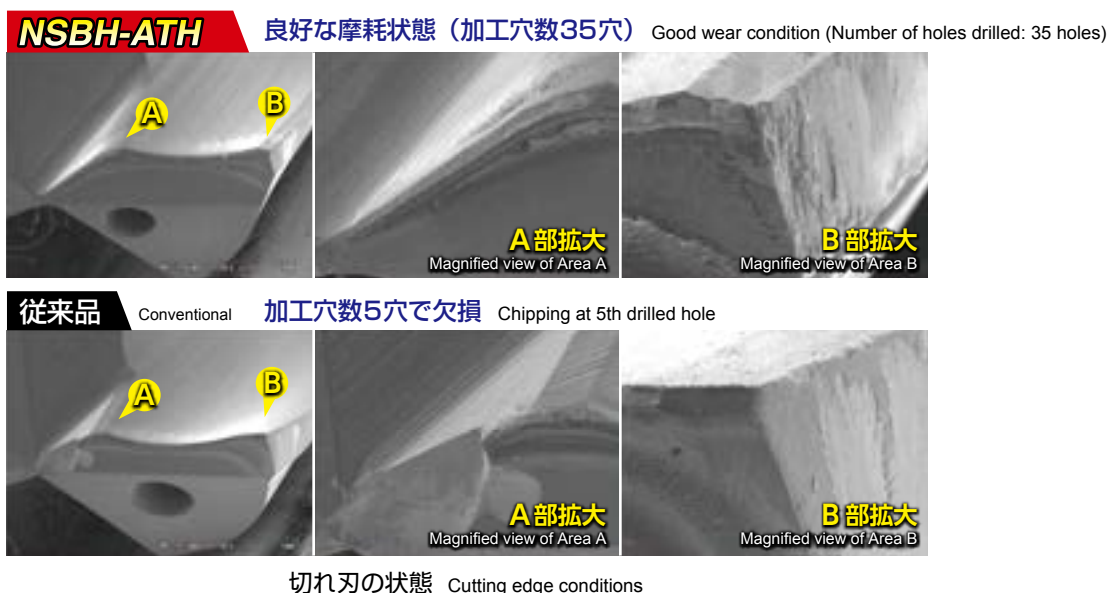 NSBH-ATH 良好な摩耗状態（加工穴数35穴） Good wear condition (Number of holes drilled: 35 holes)
A B
A部拡大
Magnified view of Area A
B部拡大
Magnified view of Area B
従来品 Conventional 加工穴数5穴で欠損 Chipping at 5th drilled hole
A B
A部拡大
Magnified view of Area A
B部拡大
Magnified view of Area B
切れ刃の状態 Cutting edge conditions